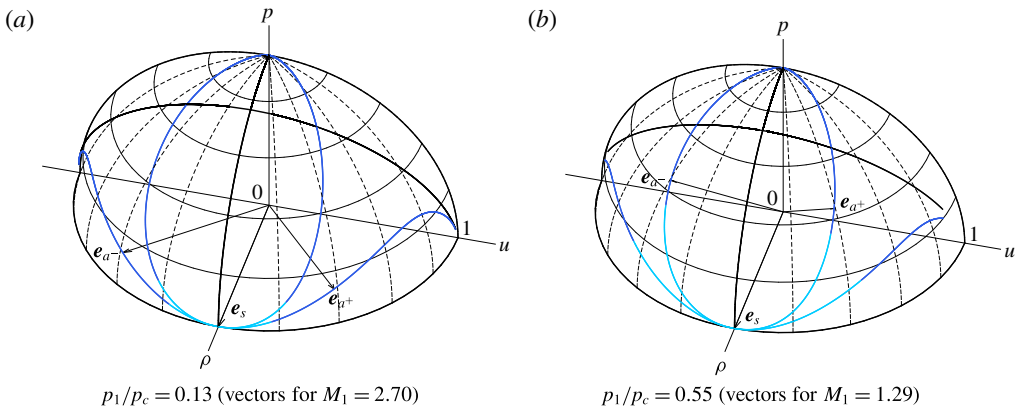 (a)
p
0
1
u
e_{a-}
e_{a+}
e_s
ρ
p_1/p_c = 0.13 (vectors for M_1 = 2.70)
(b)
p
e_{a-}
0
e_{a+}
1
u
e_s
ρ
p_1/p_c = 0.55 (vectors for M_1 = 1.29)